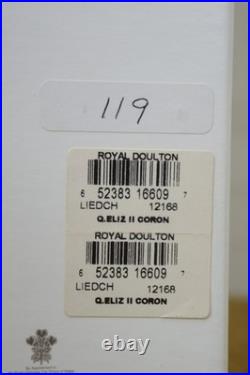 119
ROYAL DOULTON
6 52383 16609 7
LIEDCH 12168
Q.ELIZ II CORON
ROYAL DOULTON
6 52383 16609 7
LIEDCH 12168
Q.ELIZ II CORON